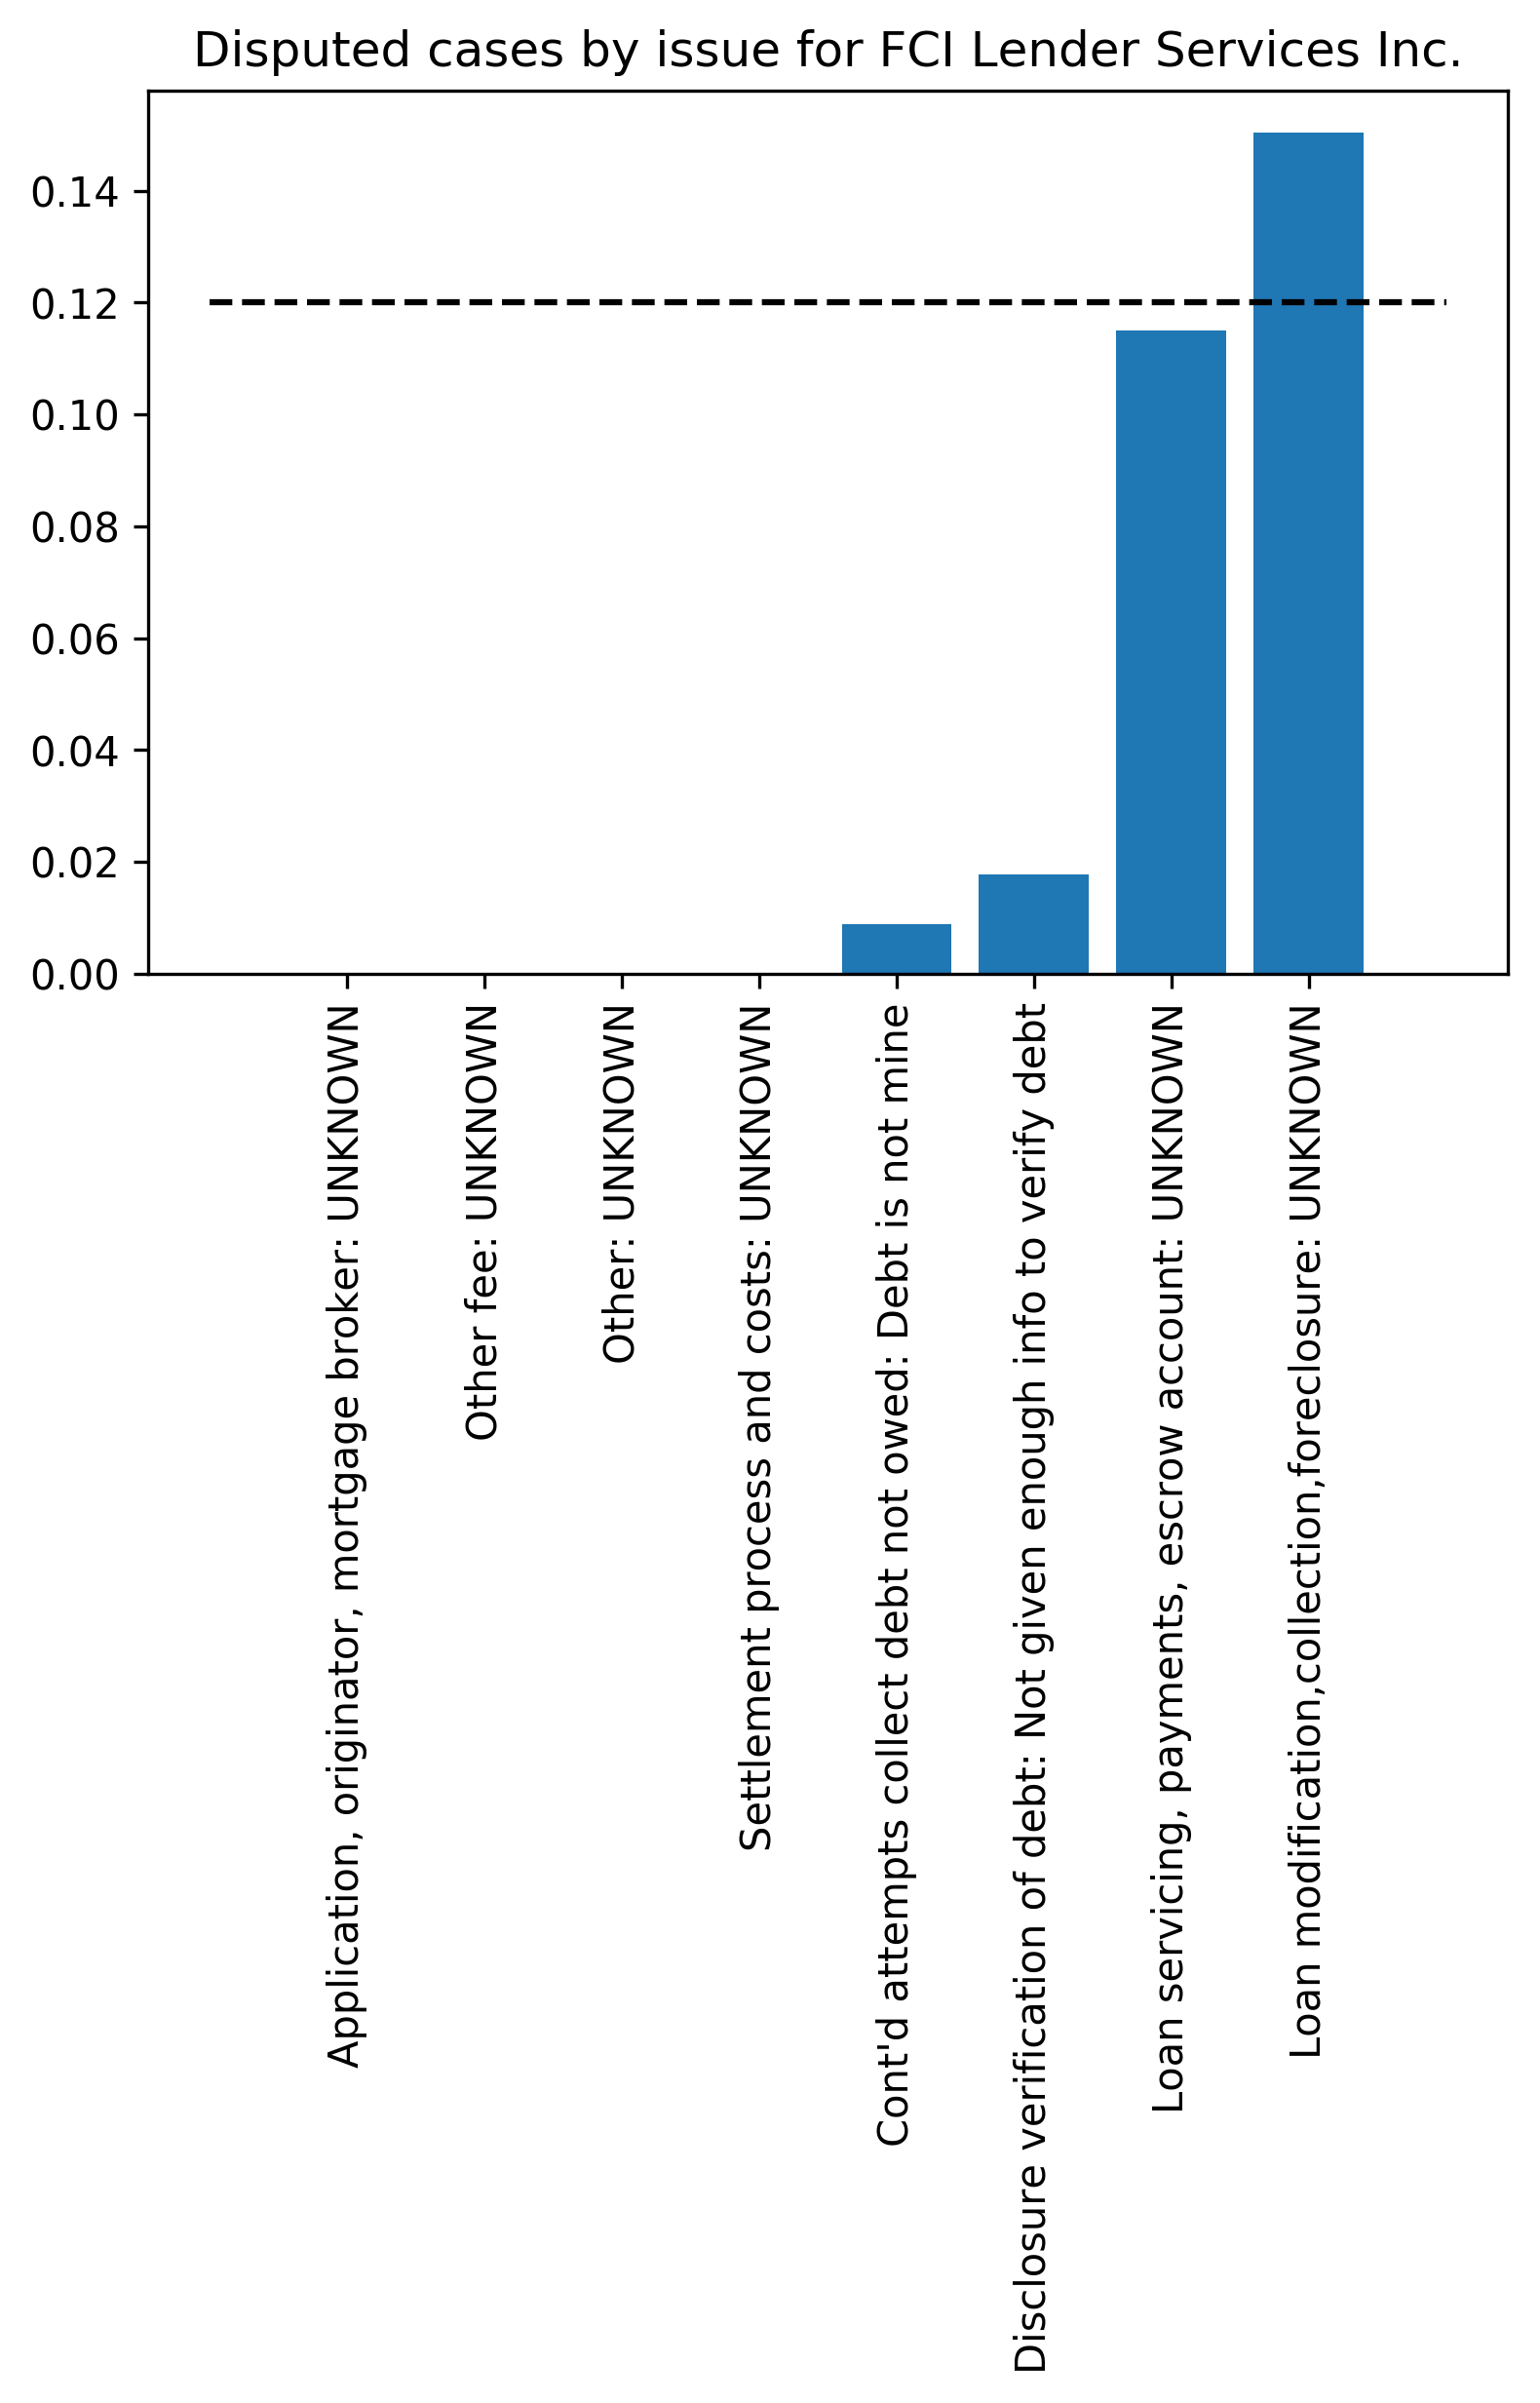 Disputed cases by issue for FCI Lender Services Inc.
0.14
0.12
0.10
0.08
0.06
0.04
0.02
0.00
Application, originator, mortgage broker: UNKNOWN
Other fee: UNKNOWN
Other: UNKNOWN
Settlement process and costs: UNKNOWN
Cont'd attempts collect debt not owed: Debt is not mine
Disclosure verification of debt: Not given enough info to verify debt
Loan servicing, payments, escrow account: UNKNOWN
Loan modification,collection,foreclosure: UNKNOWN